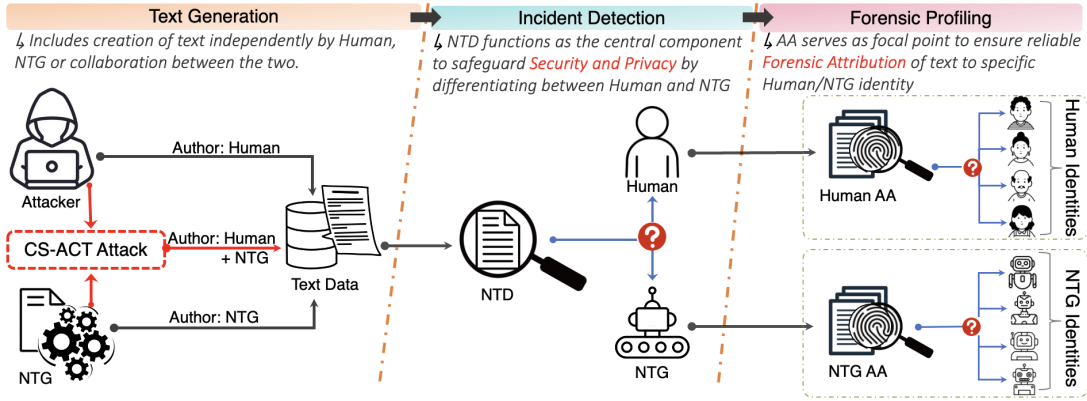 Text Generation
Incident Detection
Forensic Profiling
↳ Includes creation of text independently by Human,
NTG or collaboration between the two.
↳ NTD functions as the central component
to safeguard Security and Privacy by
differentiating between Human and NTG
↳ AA serves as focal point to ensure reliable
Forensic Attribution of text to specific
Human/NTG identity
Attacker
Author: Human
CS-ACT Attack
Author: Human
+ NTG
Text Data
Author: NTG
NTG
NTD
Human
?
NTG
Human AA
?
Human Identities
NTG AA
?
NTG Identities